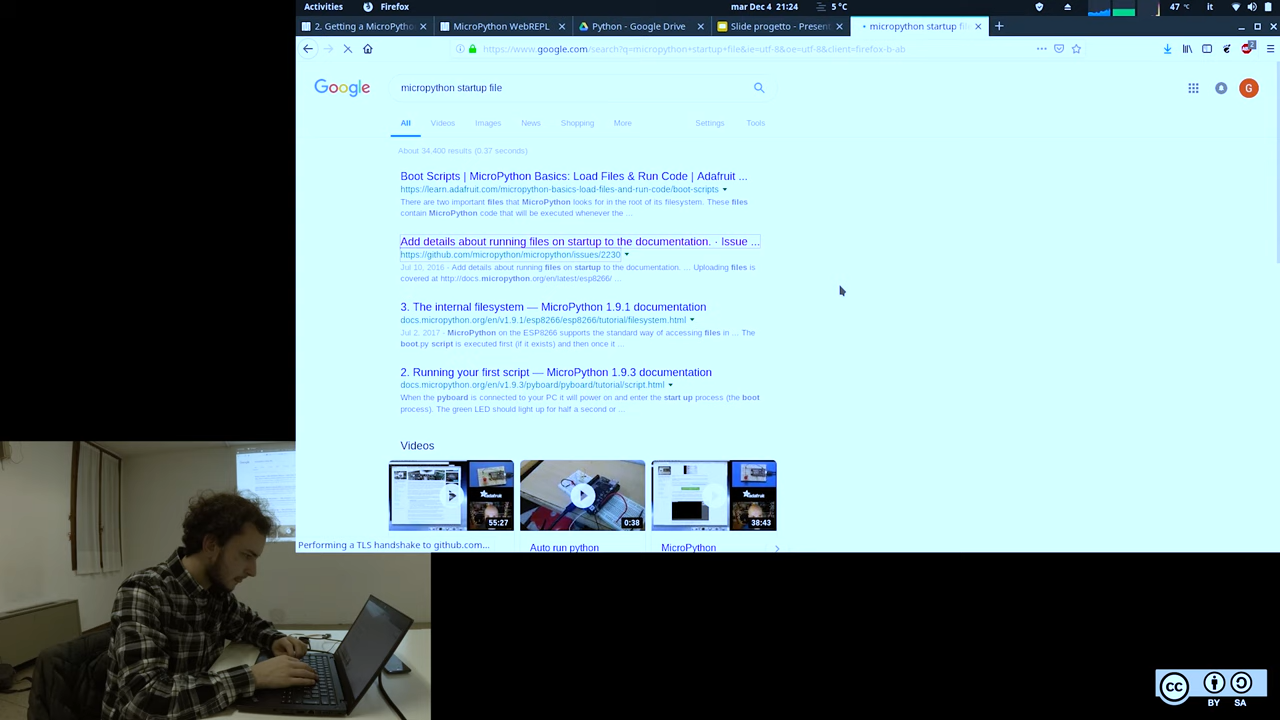 Activities Firefox mar Dec 4 21:24 5 °C 47 °C it
2. Getting a MicroPytho MicroPython WebREPL Python - Google Drive Slide progetto - Present micropython startup fil
https://www.google.com/search?q=micropython+startup+file&ie=utf-8&oe=utf-8&client=firefox-b-ab
Google micropython startup file G
All Videos Images News Shopping More Settings Tools
About 34,400 results (0.37 seconds)
Boot Scripts | MicroPython Basics: Load Files & Run Code | Adafruit ...
https://learn.adafruit.com/micropython-basics-load-files-and-run-code/boot-scripts
There are two important files that MicroPython looks for in the root of its filesystem. These files
contain MicroPython code that will be executed whenever the ...
Add details about running files on startup to the documentation. · Issue ...
https://github.com/micropython/micropython/issues/2230
Jul 10, 2016 - Add details about running files on startup to the documentation. ... Uploading files is
covered at http://docs.micropython.org/en/latest/esp8266/ ...
3. The internal filesystem — MicroPython 1.9.1 documentation
docs.micropython.org/en/v1.9.1/esp8266/esp8266/tutorial/filesystem.html
Jul 2, 2017 - MicroPython on the ESP8266 supports the standard way of accessing files in ... The
boot.py script is executed first (if it exists) and then once it ...
2. Running your first script — MicroPython 1.9.3 documentation
docs.micropython.org/en/v1.9.3/pyboard/pyboard/tutorial/script.html
When the pyboard is connected to your PC it will power on and enter the start up process (the boot
process). The green LED should light up for half a second or ...
Videos
adafruit
55:27
0:38
adafruit
38:43
Auto run python MicroPython
Performing a TLS handshake to github.com...
cc
BY SA